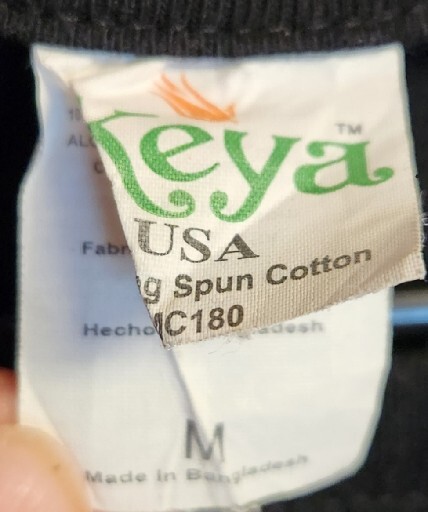 Keya™
USA
g Spun Cotton
MC180
Fabr
Hecho adesh
M
Made in Bangladesh